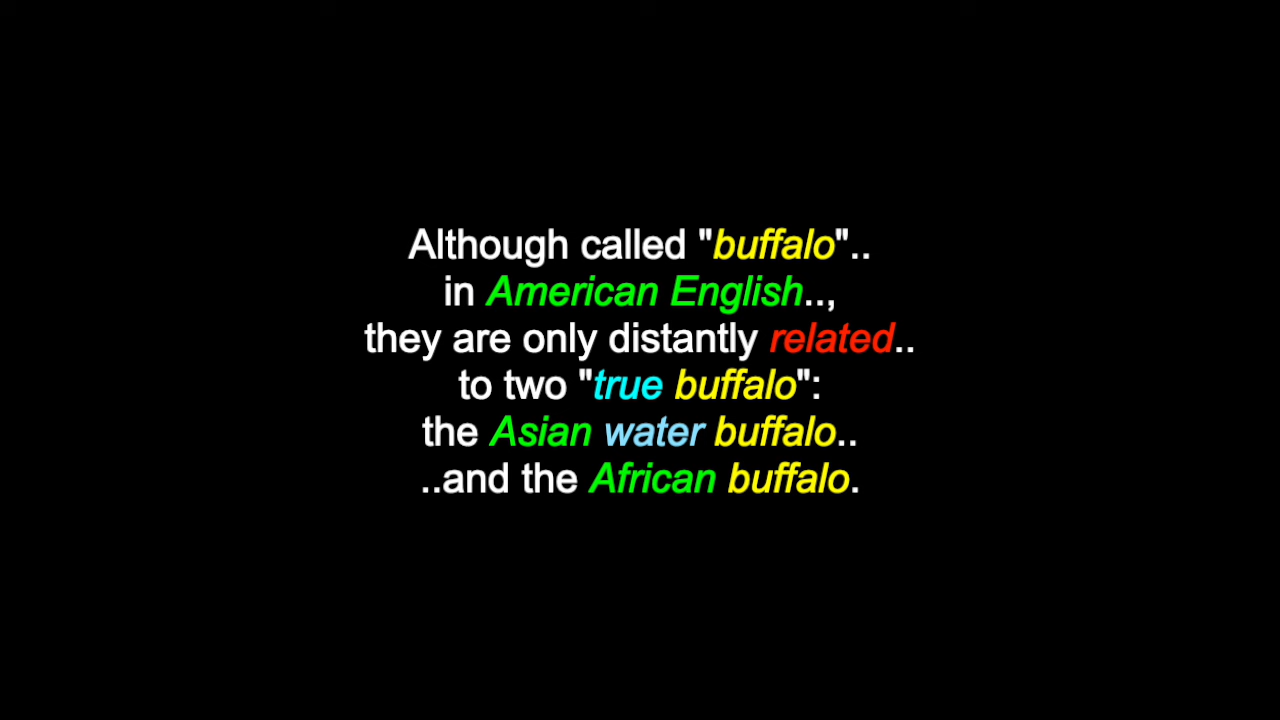 Although called "buffalo"..
in American English..,
they are only distantly related..
to two "true buffalo":
the Asian water buffalo..
..and the African buffalo.